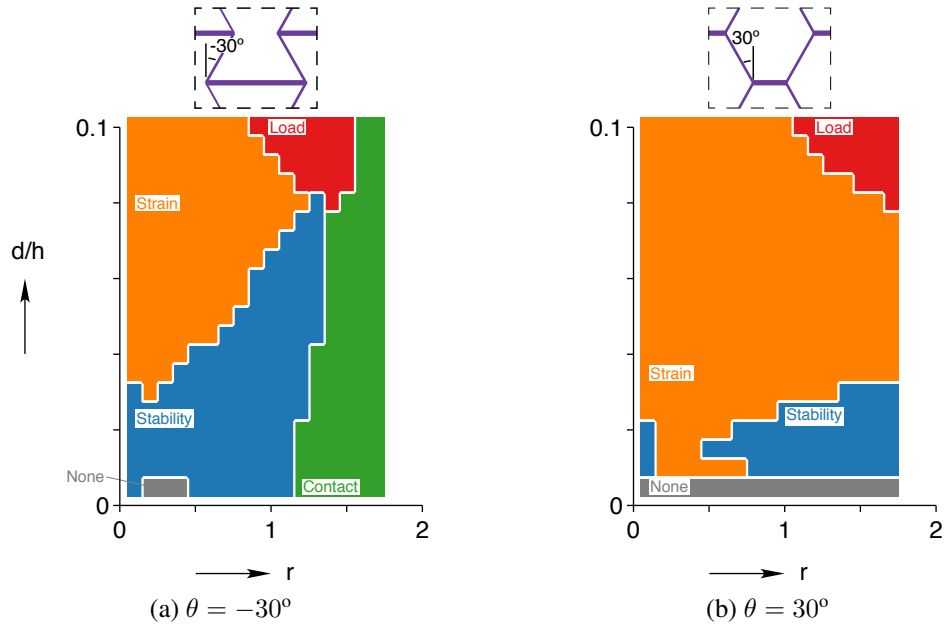 -30º
30º
Load
Strain
Stability
None
Contact
0.1
0
0
1
2
d/h
r
(a) θ = −30º
Load
Strain
Stability
None
0.1
0
0
1
2
r
(b) θ = 30º